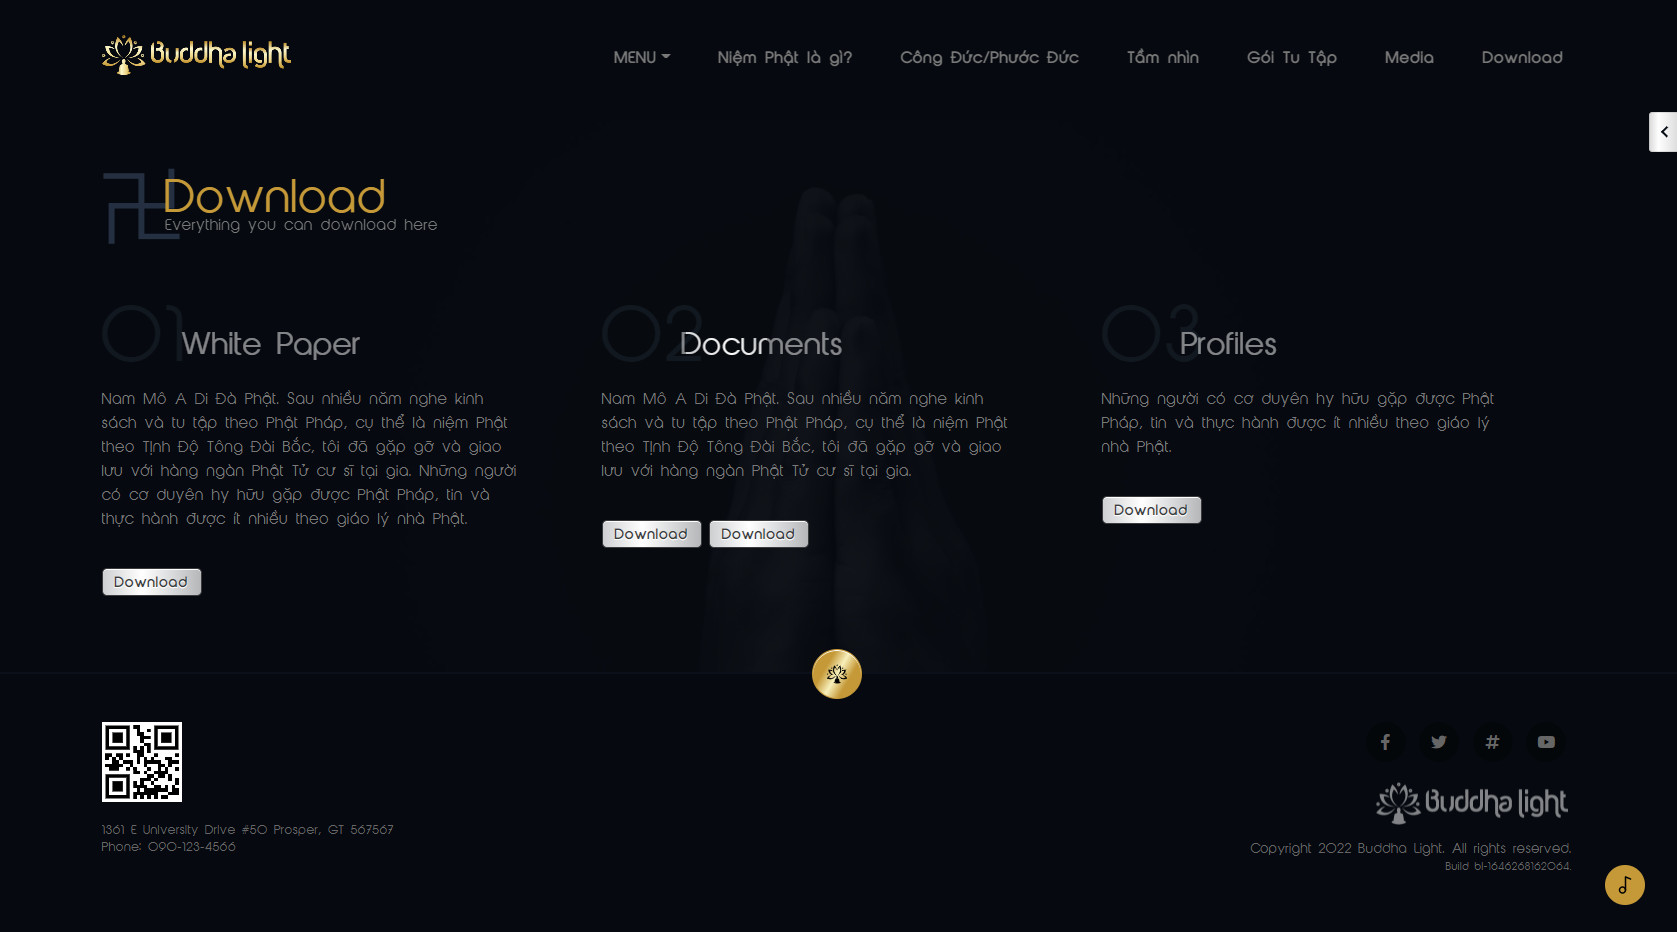 Buddha light
MENU
Niệm Phật là gì?
Công Đức/Phước Đức
Tầm nhìn
Gói Tu Tập
Media
Download
Download
Everything you can download here
01
White Paper
Nam Mô A Di Đà Phật. Sau nhiều năm nghe kinh
sách và tu tập theo Phật Pháp, cụ thể là niệm Phật
theo Tịnh Độ Tông Đài Bắc, tôi đã gặp gỡ và giao
lưu với hàng ngàn Phật Tử cư sĩ tại gia. Những người
có cơ duyên hy hữu gặp được Phật Pháp, tin và
thực hành được ít nhiều theo giáo lý nhà Phật.
Download
02
Documents
Nam Mô A Di Đà Phật. Sau nhiều năm nghe kinh
sách và tu tập theo Phật Pháp, cụ thể là niệm Phật
theo Tịnh Độ Tông Đài Bắc, tôi đã gặp gỡ và giao
lưu với hàng ngàn Phật Tử cư sĩ tại gia.
Download
Download
03
Profiles
Những người có cơ duyên hy hữu gặp được Phật
Pháp, tin và thực hành được ít nhiều theo giáo lý
nhà Phật.
Download
1361 E University Drive #50 Prosper, GT 567567
Phone: 090-123-4566
Buddha light
Copyright 2022 Buddha Light. All rights reserved.
Build bl-1646268162064.